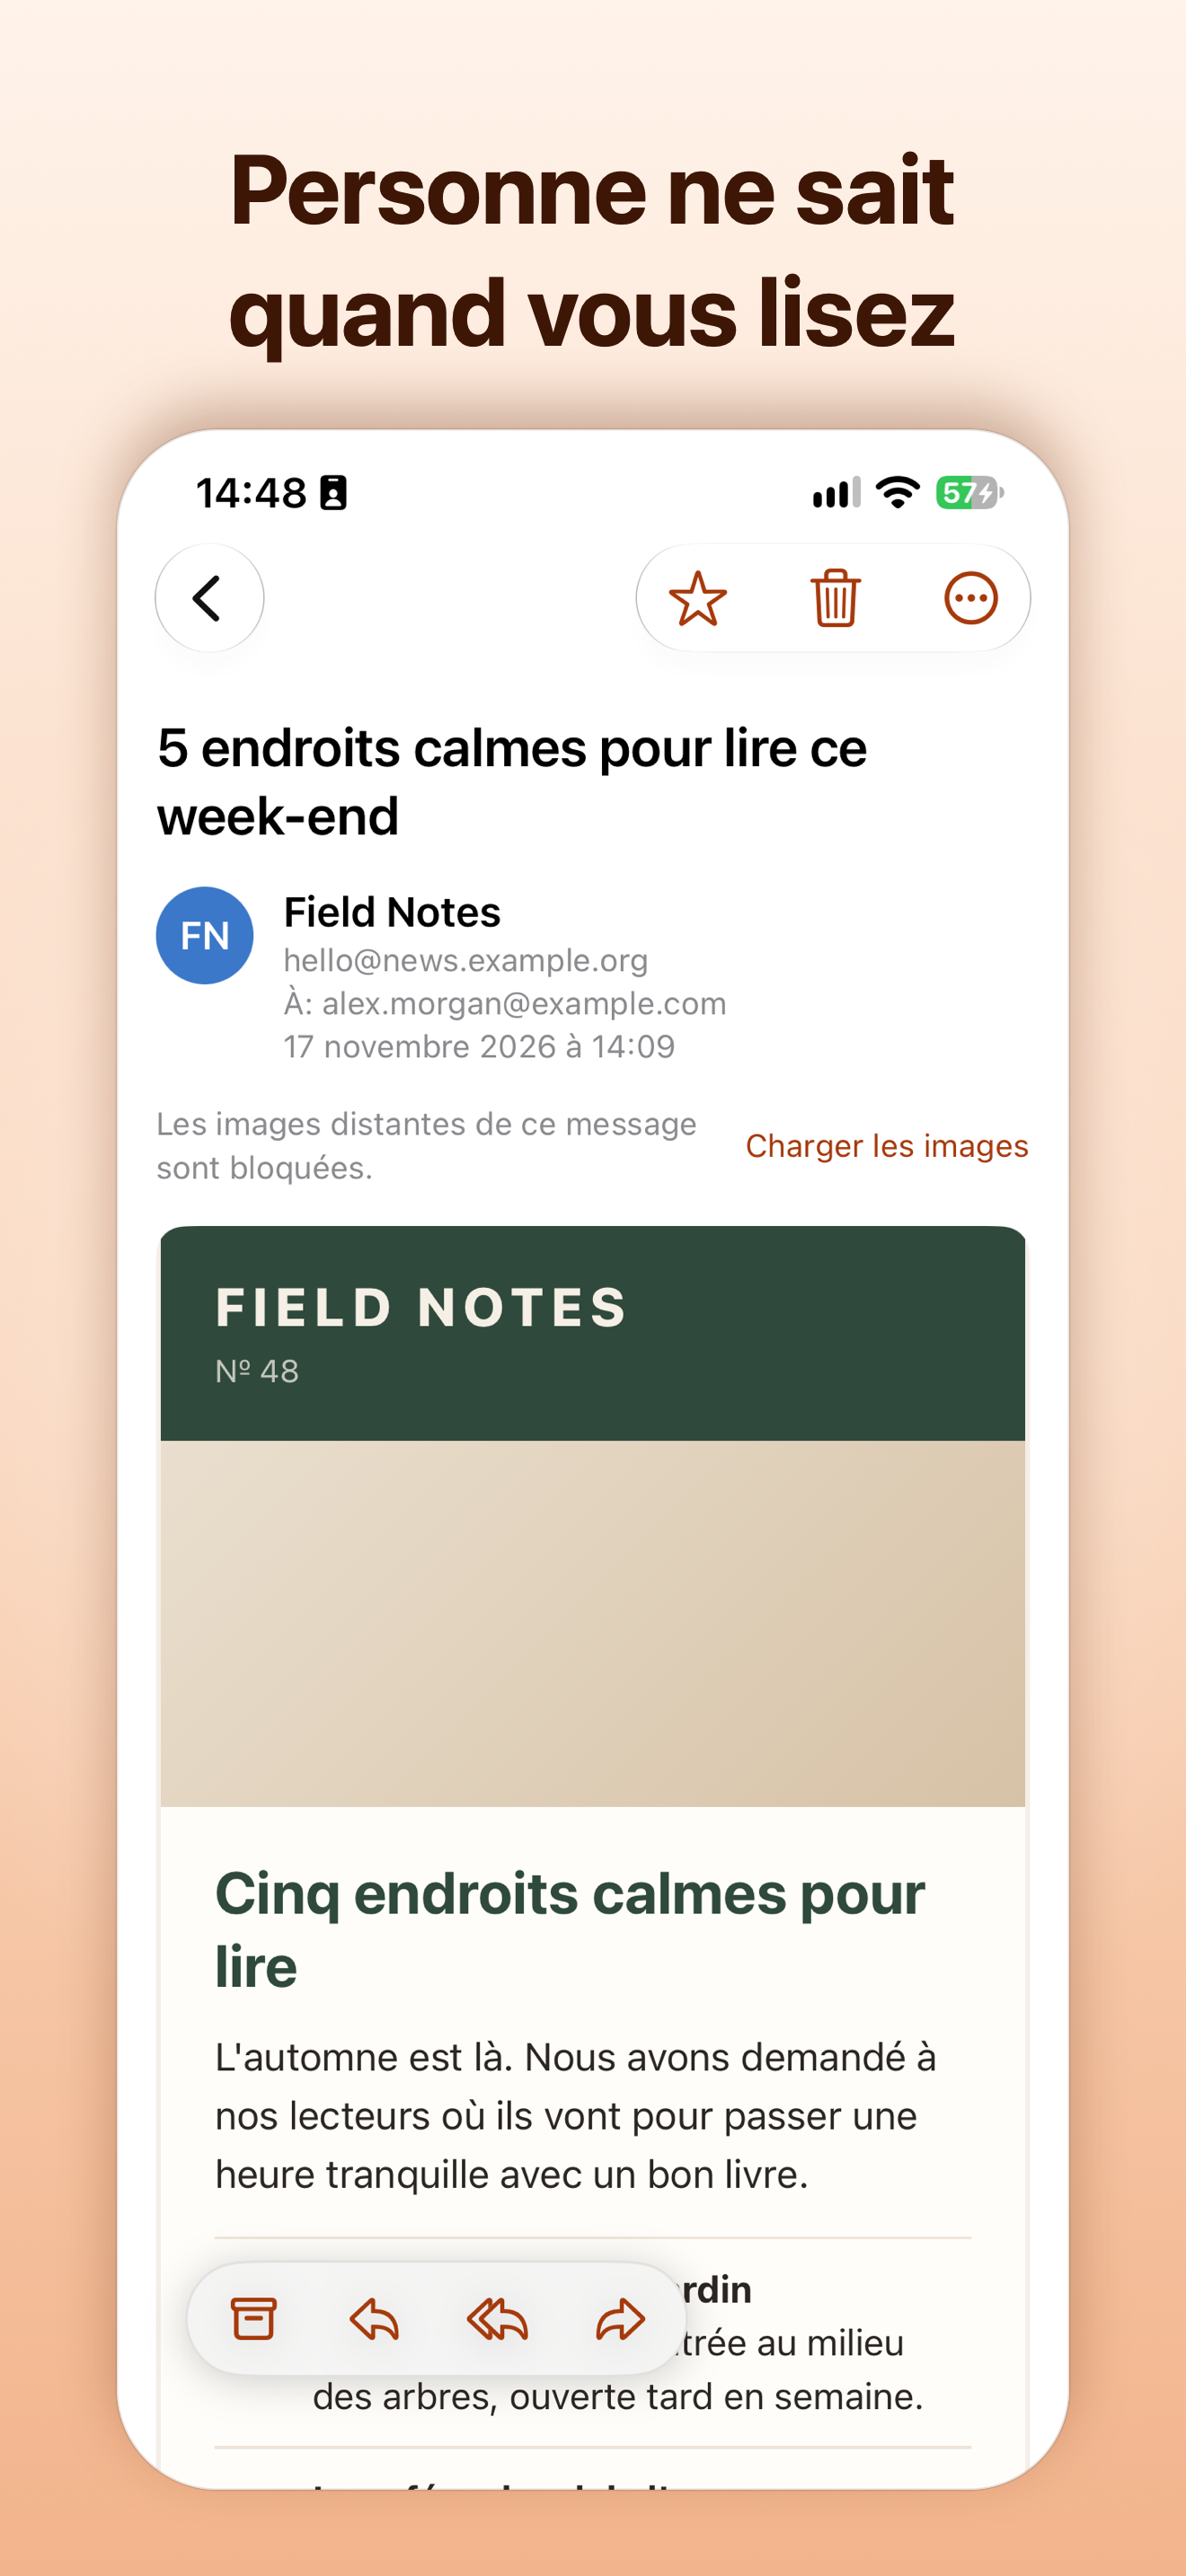 Personne ne sait
quand vous lisez
14:48
57
5 endroits calmes pour lire ce
week-end
FN
Field Notes
hello@news.example.org
À: alex.morgan@example.com
17 novembre 2026 à 14:09
Les images distantes de ce message
sont bloquées.
Charger les images
FIELD NOTES
Nº 48
Cinq endroits calmes pour
lire
L'automne est là. Nous avons demandé à
nos lecteurs où ils vont pour passer une
heure tranquille avec un bon livre.
rdin
trée au milieu
des arbres, ouverte tard en semaine.